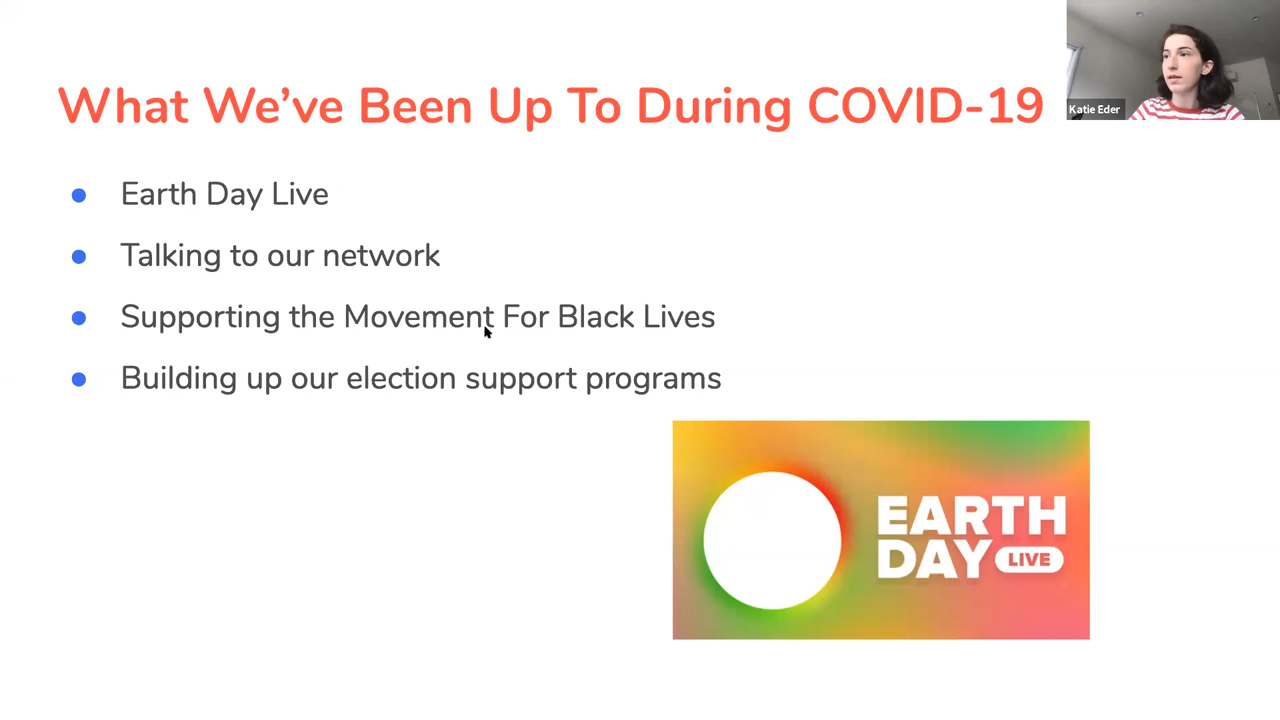 What We’ve Been Up To During COVID-19
Katie Eder
Earth Day Live
Talking to our network
Supporting the Movement For Black Lives
Building up our election support programs
EARTH
DAY LIVE